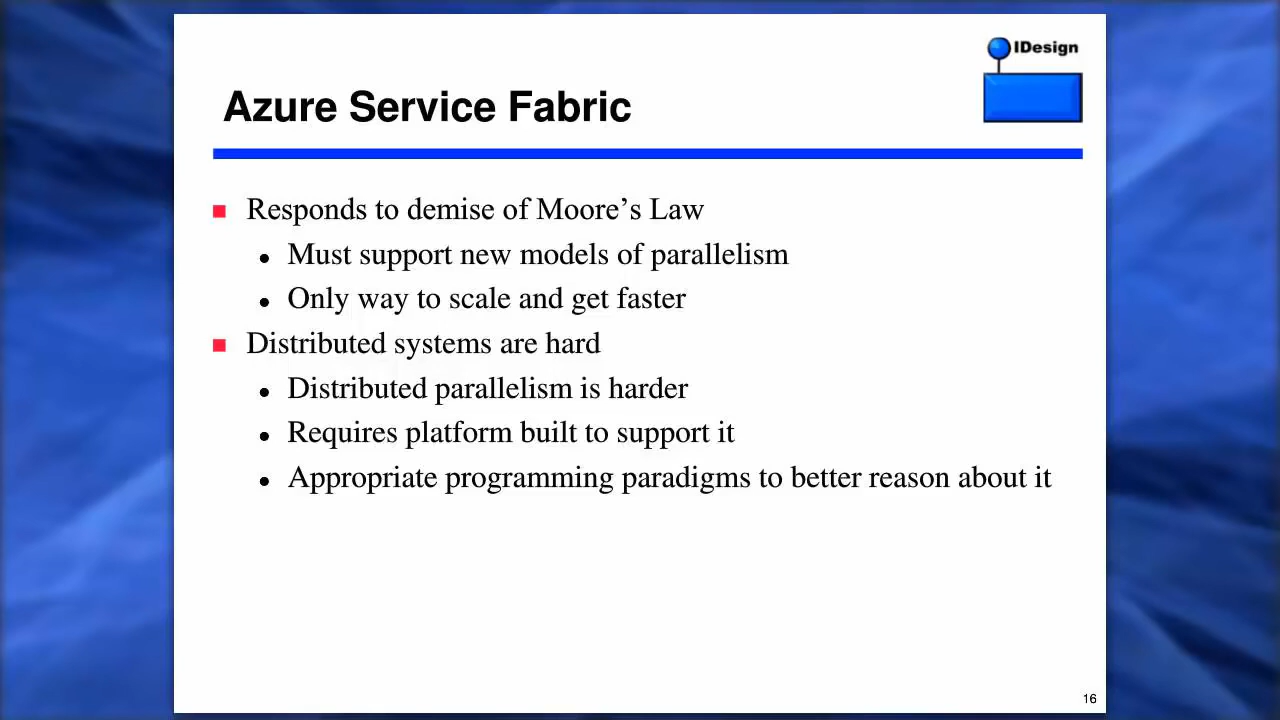 IDesign
Azure Service Fabric
Responds to demise of Moore’s Law
Must support new models of parallelism
Only way to scale and get faster
Distributed systems are hard
Distributed parallelism is harder
Requires platform built to support it
Appropriate programming paradigms to better reason about it
16